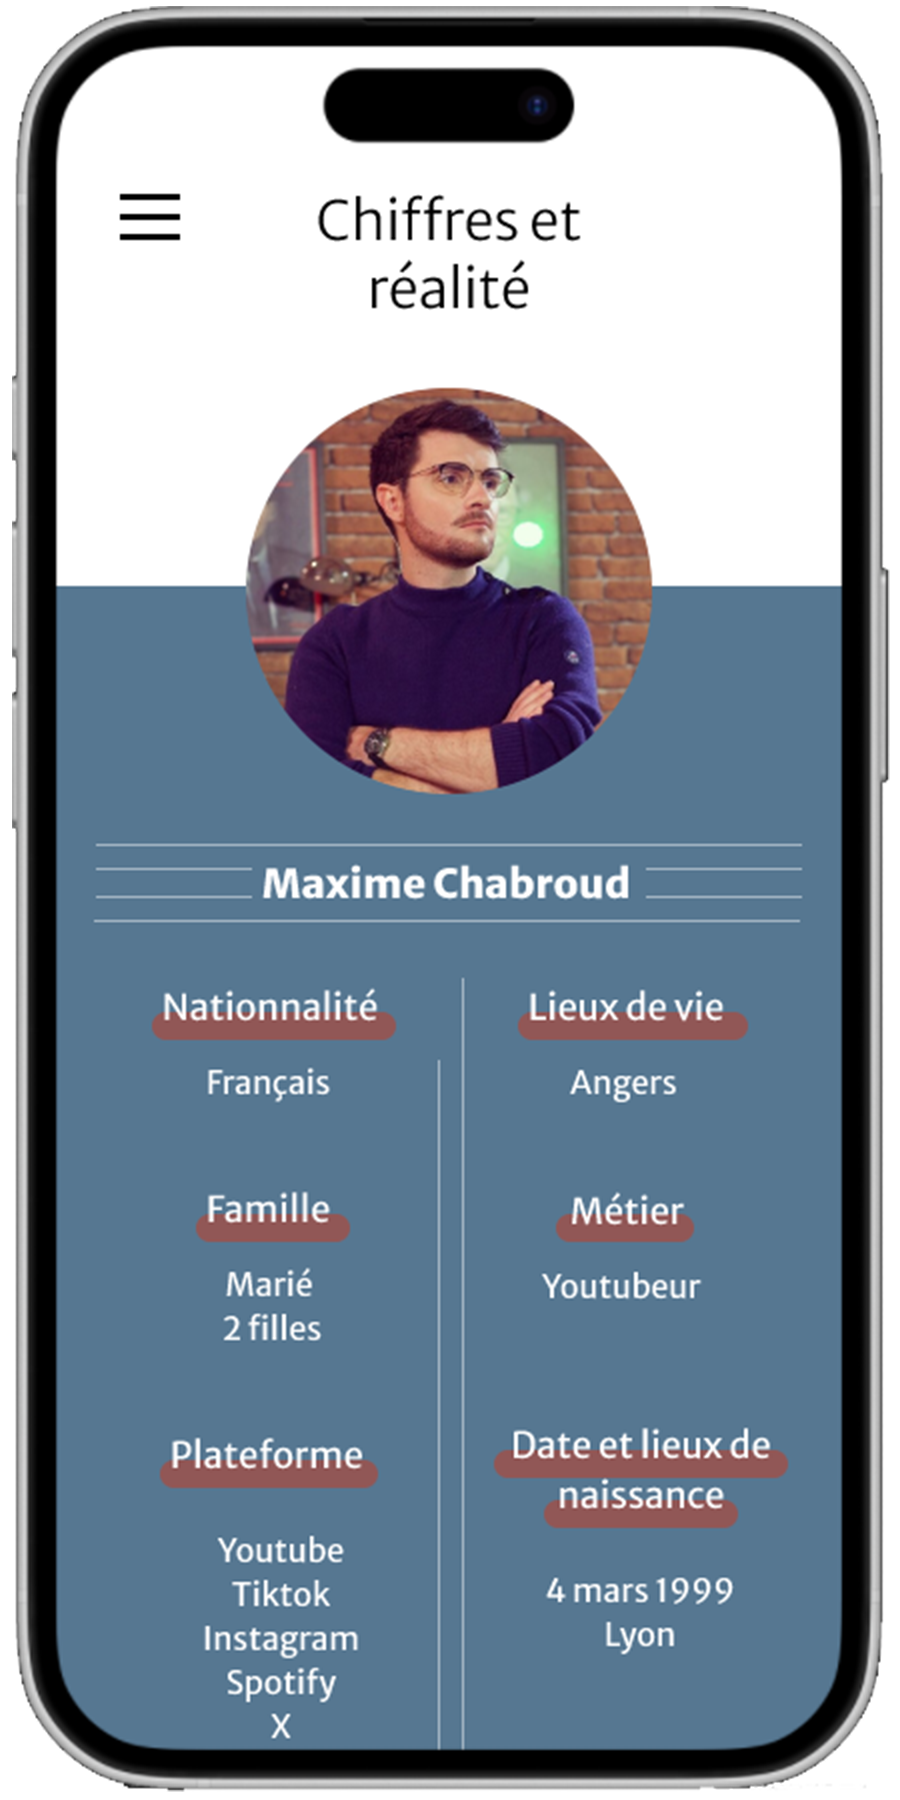 Chiffres et
réalité
Maxime Chabroud
Nationnalité
Français
Lieux de vie
Angers
Famille
Marié
2 filles
Métier
Youtubeur
Plateforme
Youtube
Tiktok
Instagram
Spotify
X
Date et lieux de
naissance
4 mars 1999
Lyon